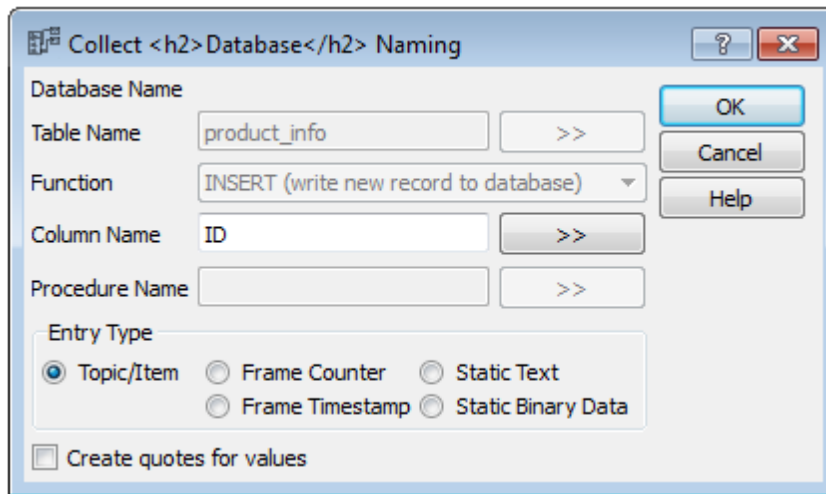 Collect <h2>Database</h2> Naming
Database Name
OK
Table Name product_info >>
Cancel
Function INSERT (write new record to database)
Help
Column Name ID >>
Procedure Name >>
Entry Type
Topic/Item Frame Counter Static Text
Frame Timestamp Static Binary Data
Create quotes for values